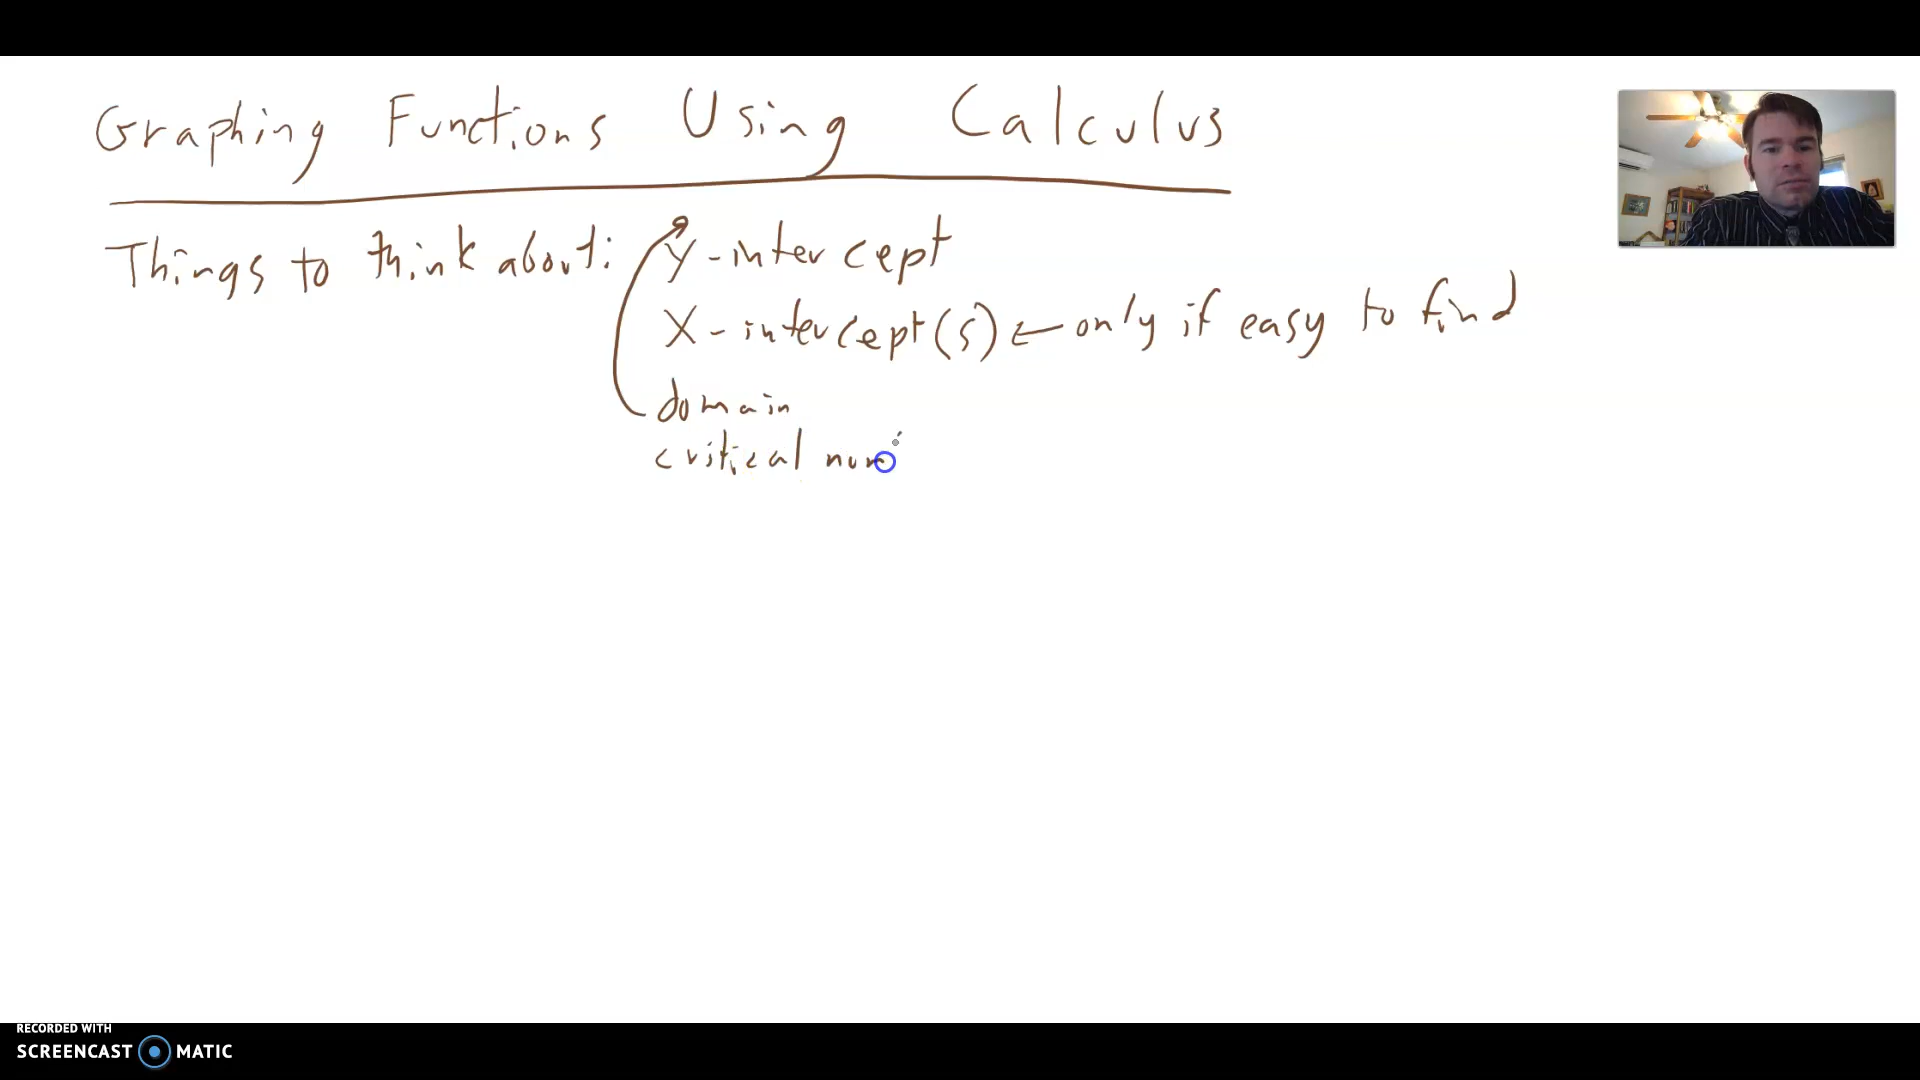 Graphing Functions Using Calculus
Things to think about: y-intercept
x-intercept(s) ← only if easy to find
domain
critical num
RECORDED WITH
SCREENCAST MATIC